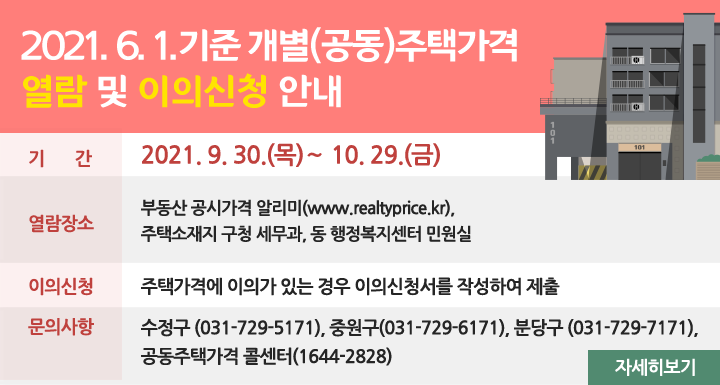 2021. 6. 1.기준 개별(공동)주택가격
열람 및 이의신청 안내
기 간
2021. 9. 30.(목)~ 10. 29.(금)
열람장소
부동산 공시가격 알리미(www.realtyprice.kr),
주택소재지 구청 세무과, 동 행정복지센터 민원실
이의신청
주택가격에 이의가 있는 경우 이의신청서를 작성하여 제출
문의사항
수정구 (031-729-5171), 중원구(031-729-6171), 분당구 (031-729-7171),
공동주택가격 콜센터(1644-2828)
자세히보기
101
101